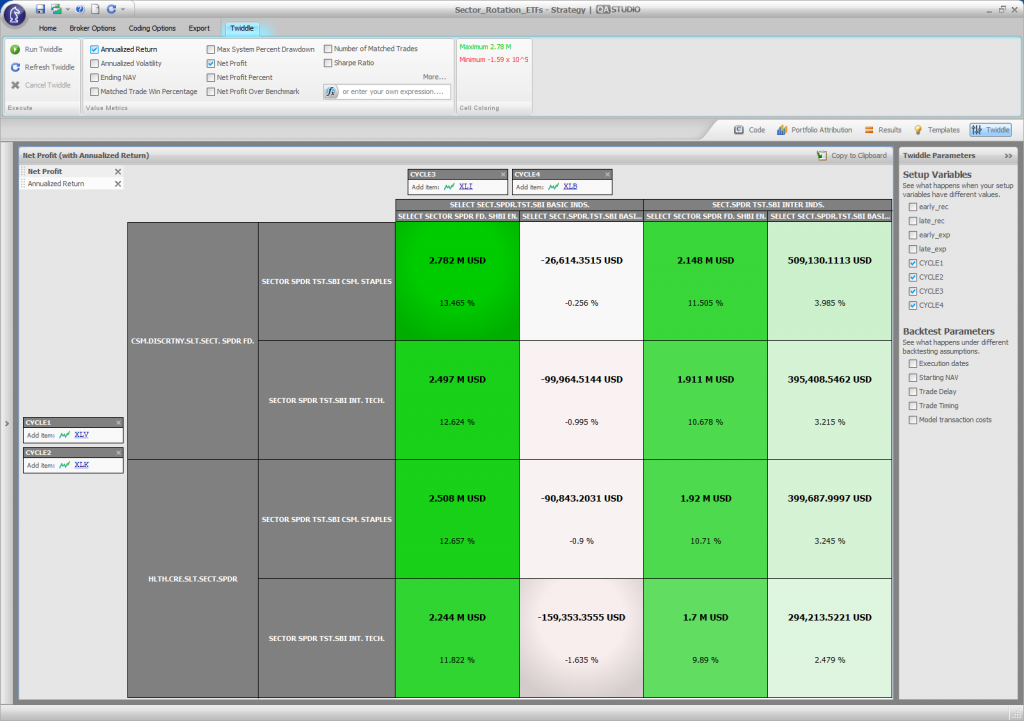 Sector_Rotation_ETFs - Strategy | QASTUDIO
Home Broker Options Coding Options Export Twiddle
Run Twiddle
Refresh Twiddle
Cancel Twiddle
Execute
Annualized Return
Annualized Volatility
Ending NAV
Matched Trade Win Percentage
Max System Percent Drawdown
Net Profit
Net Profit Percent
Net Profit Over Benchmark
Number of Matched Trades
Sharpe Ratio
More...
fx or enter your own expression....
Value Metrics
Maximum 2.78 M
Minimum -1.59 x 10^5
Cell Coloring
Code Portfolio Attribution Results Templates Twiddle
Net Profit (with Annualized Return)
Copy to Clipboard
Net Profit
Annualized Return
CYCLE3
Add item: XLI
CYCLE4
Add item: XLB
SELECT SECT.SPDR.TST.SBI BASIC INDS. SECT.SPDR TST.SBI INTER INDS.
SELECT SECTOR SPDR FD. SHBI EN. SELECT SECT.SPDR.TST.SBI BASI... SELECT SECTOR SPDR FD. SHBI EN. SELECT SECT.SPDR.TST.SBI BASI...
CSM.DISCRTNY.SLT.SECT. SPDR FD.
SECTOR SPDR TST.SBI CSM. STAPLES
2.782 M USD -26,614.3515 USD 2.148 M USD 509,130.1113 USD
13.465 % -0.256 % 11.505 % 3.985 %
SECTOR SPDR TST.SBI INT. TECH.
2.497 M USD -99,964.5144 USD 1.911 M USD 395,408.5462 USD
12.624 % -0.995 % 10.678 % 3.215 %
CYCLE1
Add item: XLV
CYCLE2
Add item: XLK
HLTH.CRE.SLT.SECT.SPDR
SECTOR SPDR TST.SBI CSM. STAPLES
2.508 M USD -90,843.2031 USD 1.92 M USD 399,687.9997 USD
12.657 % -0.9 % 10.71 % 3.245 %
SECTOR SPDR TST.SBI INT. TECH.
2.244 M USD -159,353.3555 USD 1.7 M USD 294,213.5221 USD
11.822 % -1.635 % 9.89 % 2.479 %
Twiddle Parameters
Setup Variables
See what happens when your setup
variables have different values.
early_rec
late_rec
early_exp
late_exp
CYCLE1
CYCLE2
CYCLE3
CYCLE4
Backtest Parameters
See what happens under different
backtesting assumptions.
Execution dates
Starting NAV
Trade Delay
Trade Timing
Model transaction costs